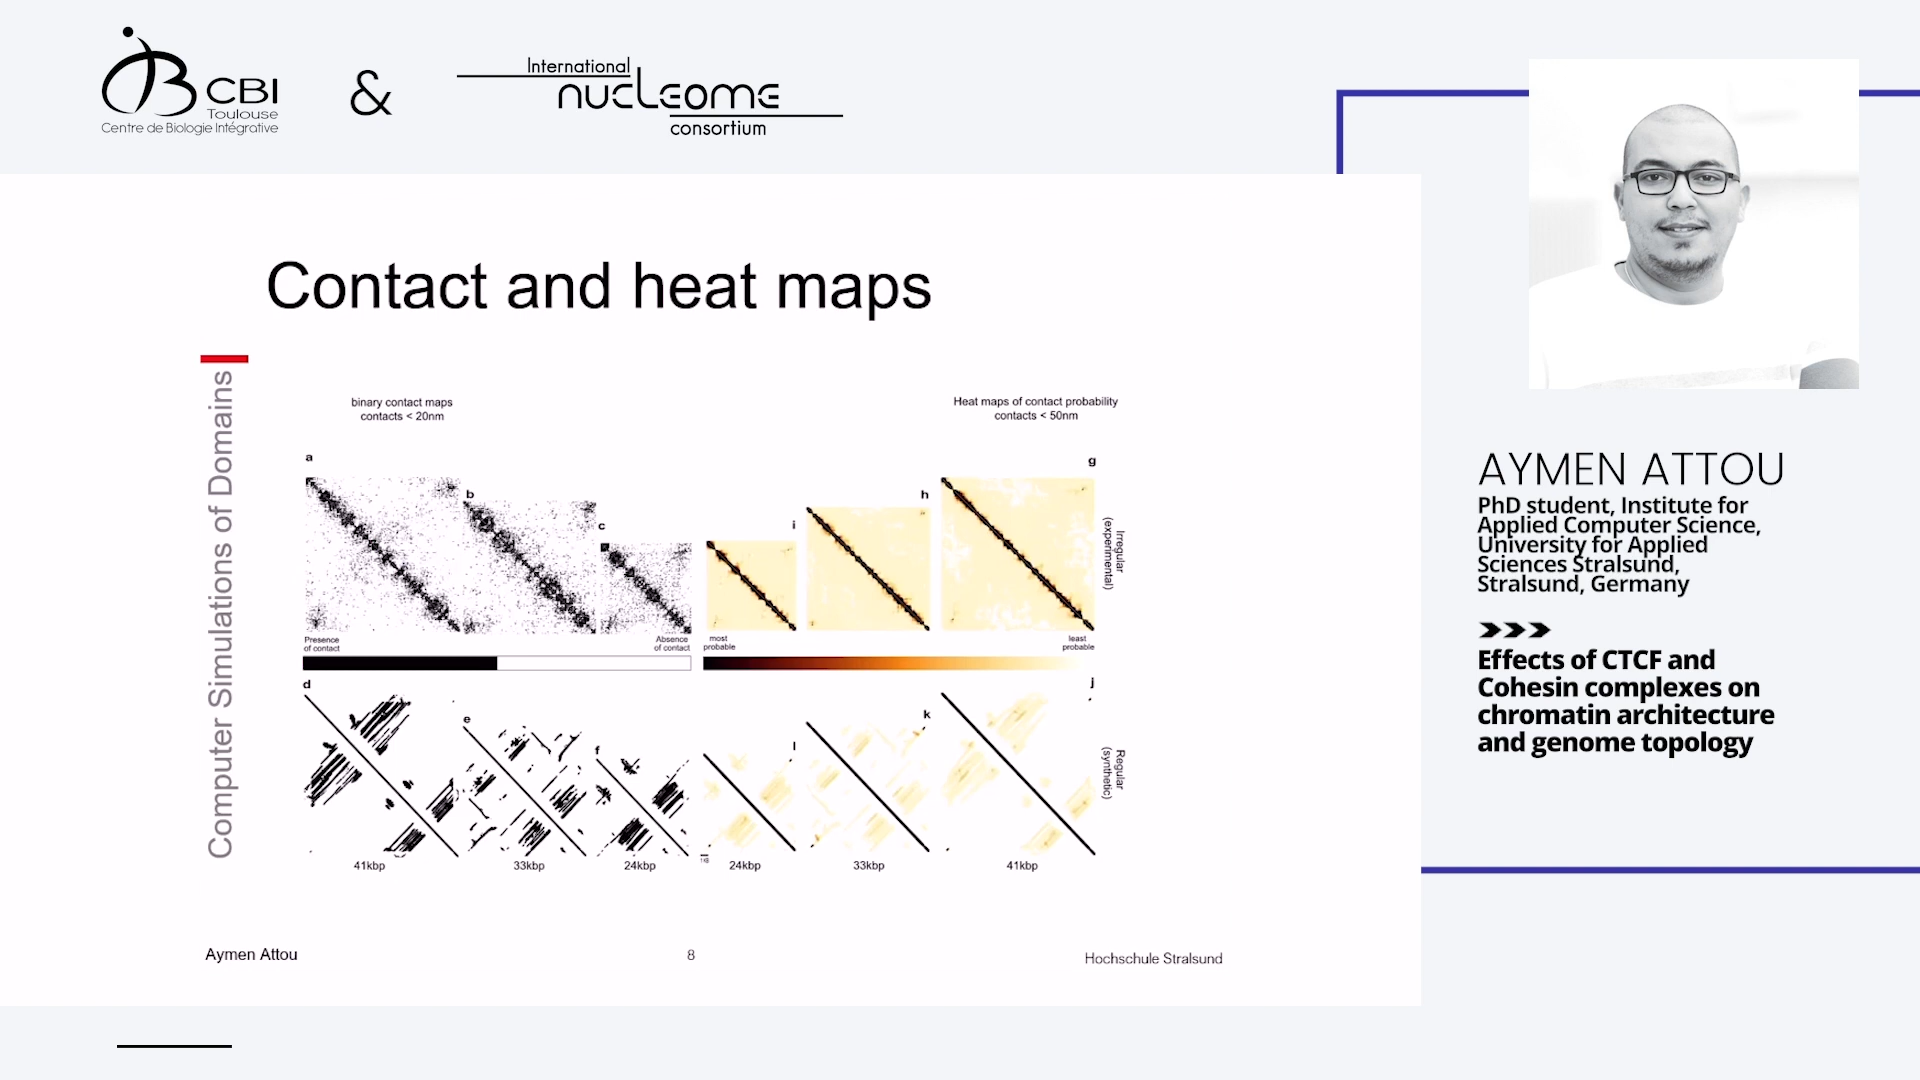 CBI
Toulouse
Centre de Biologie Intégrative
&
International
nucleome
consortium
Contact and heat maps
Computer Simulations of Domains
binary contact maps
contacts < 20nm
Heat maps of contact probability
contacts < 50nm
a
b
c
i
h
g
Irregular
(experimental)
Presence
of contact
Absence
of contact
most
probable
least
probable
d
e
f
l
k
j
Regular
(synthetic)
41kbp
33kbp
24kbp
24kbp
33kbp
41kbp
Aymen Attou
8
Hochschule Stralsund
AYMEN ATTOU
PhD student, Institute for
Applied Computer Science,
University for Applied
Sciences Stralsund,
Stralsund, Germany
Effects of CTCF and
Cohesin complexes on
chromatin architecture
and genome topology